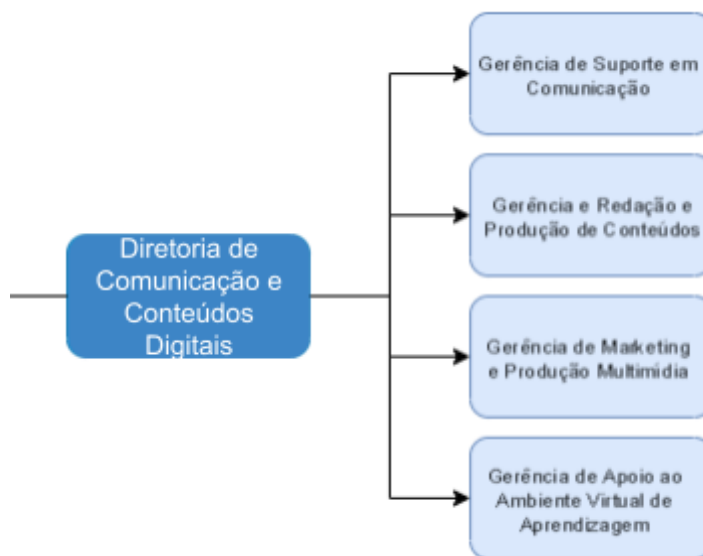 Diretoria de
Comunicação e
Conteúdos
Digitais
Gerência de Suporte em
Comunicação
Gerência e Redação e
Produção de Conteúdos
Gerência de Marketing
e Produção Multimidia
Gerência de Apoio ao
Ambiente Virtual de
Aprendizagem